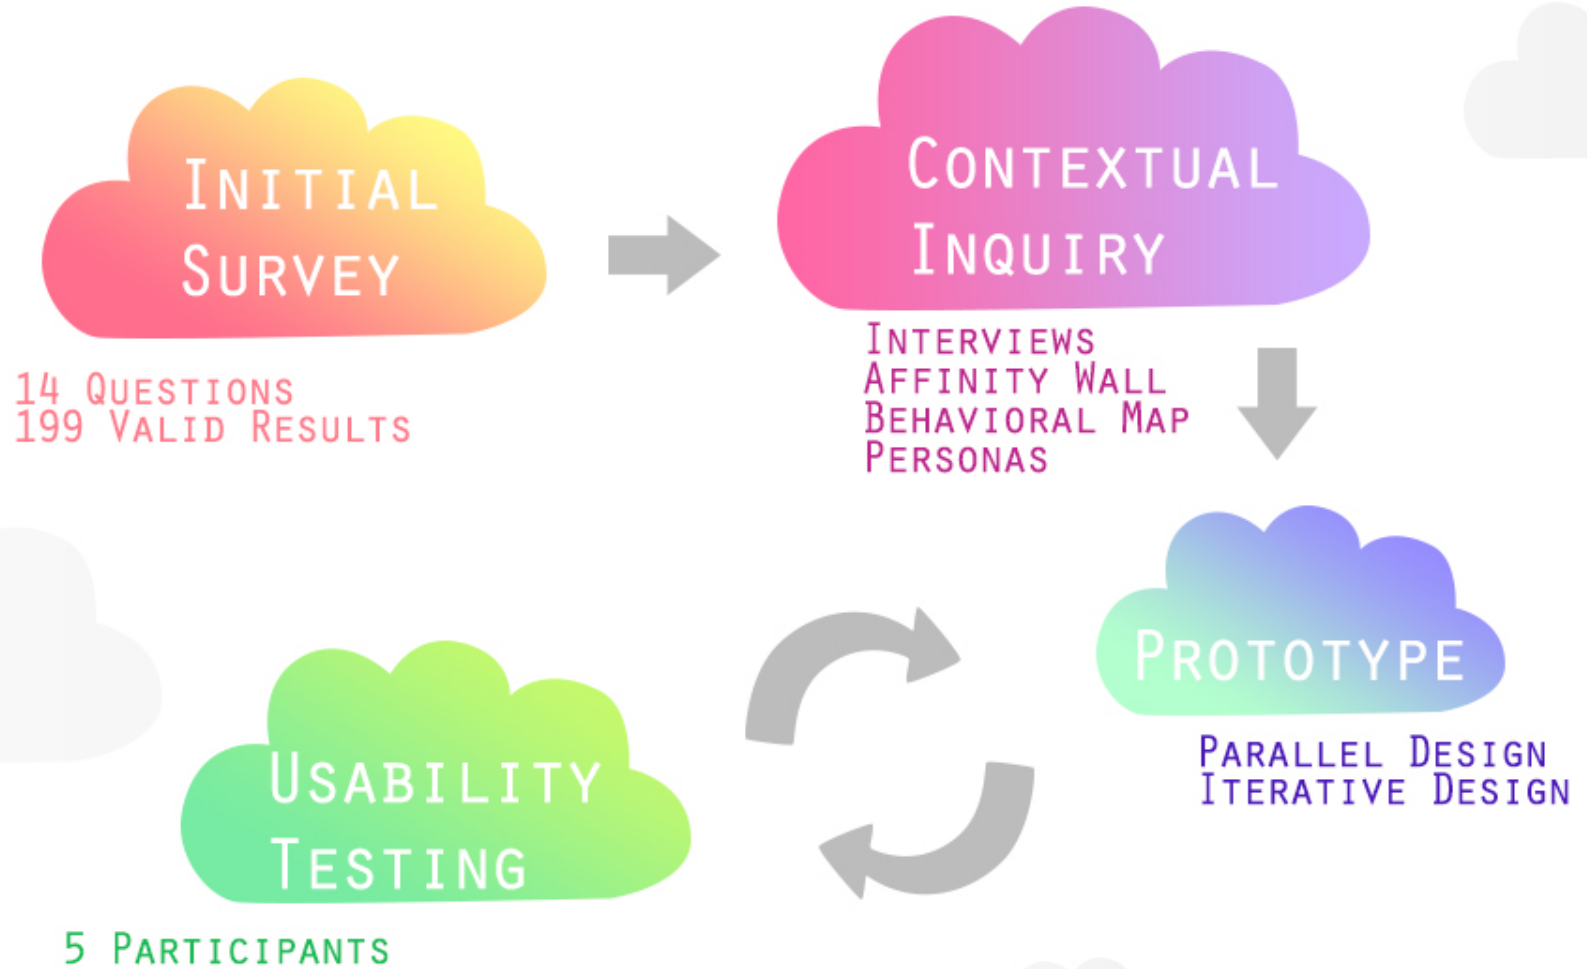 Initial
Survey
14 Questions
199 Valid Results
Contextual
Inquiry
Interviews
Affinity Wall
Behavioral Map
Personas
Prototype
Parallel Design
Iterative Design
Usability
Testing
5 Participants